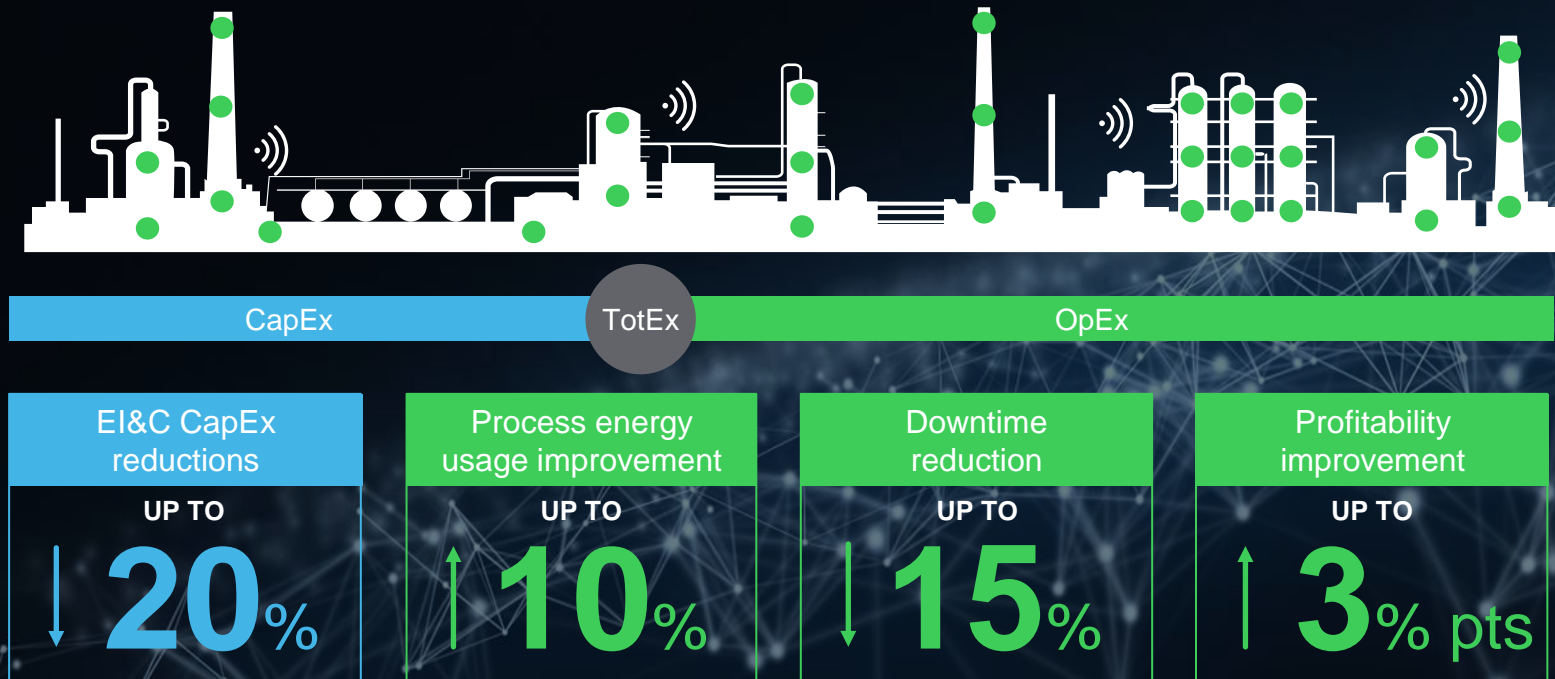 CapEx
TotEx
OpEx
EI&C CapEx
reductions
UP TO
20%
Process energy
usage improvement
UP TO
10%
Downtime
reduction
UP TO
15%
Profitability
improvement
UP TO
3% pts